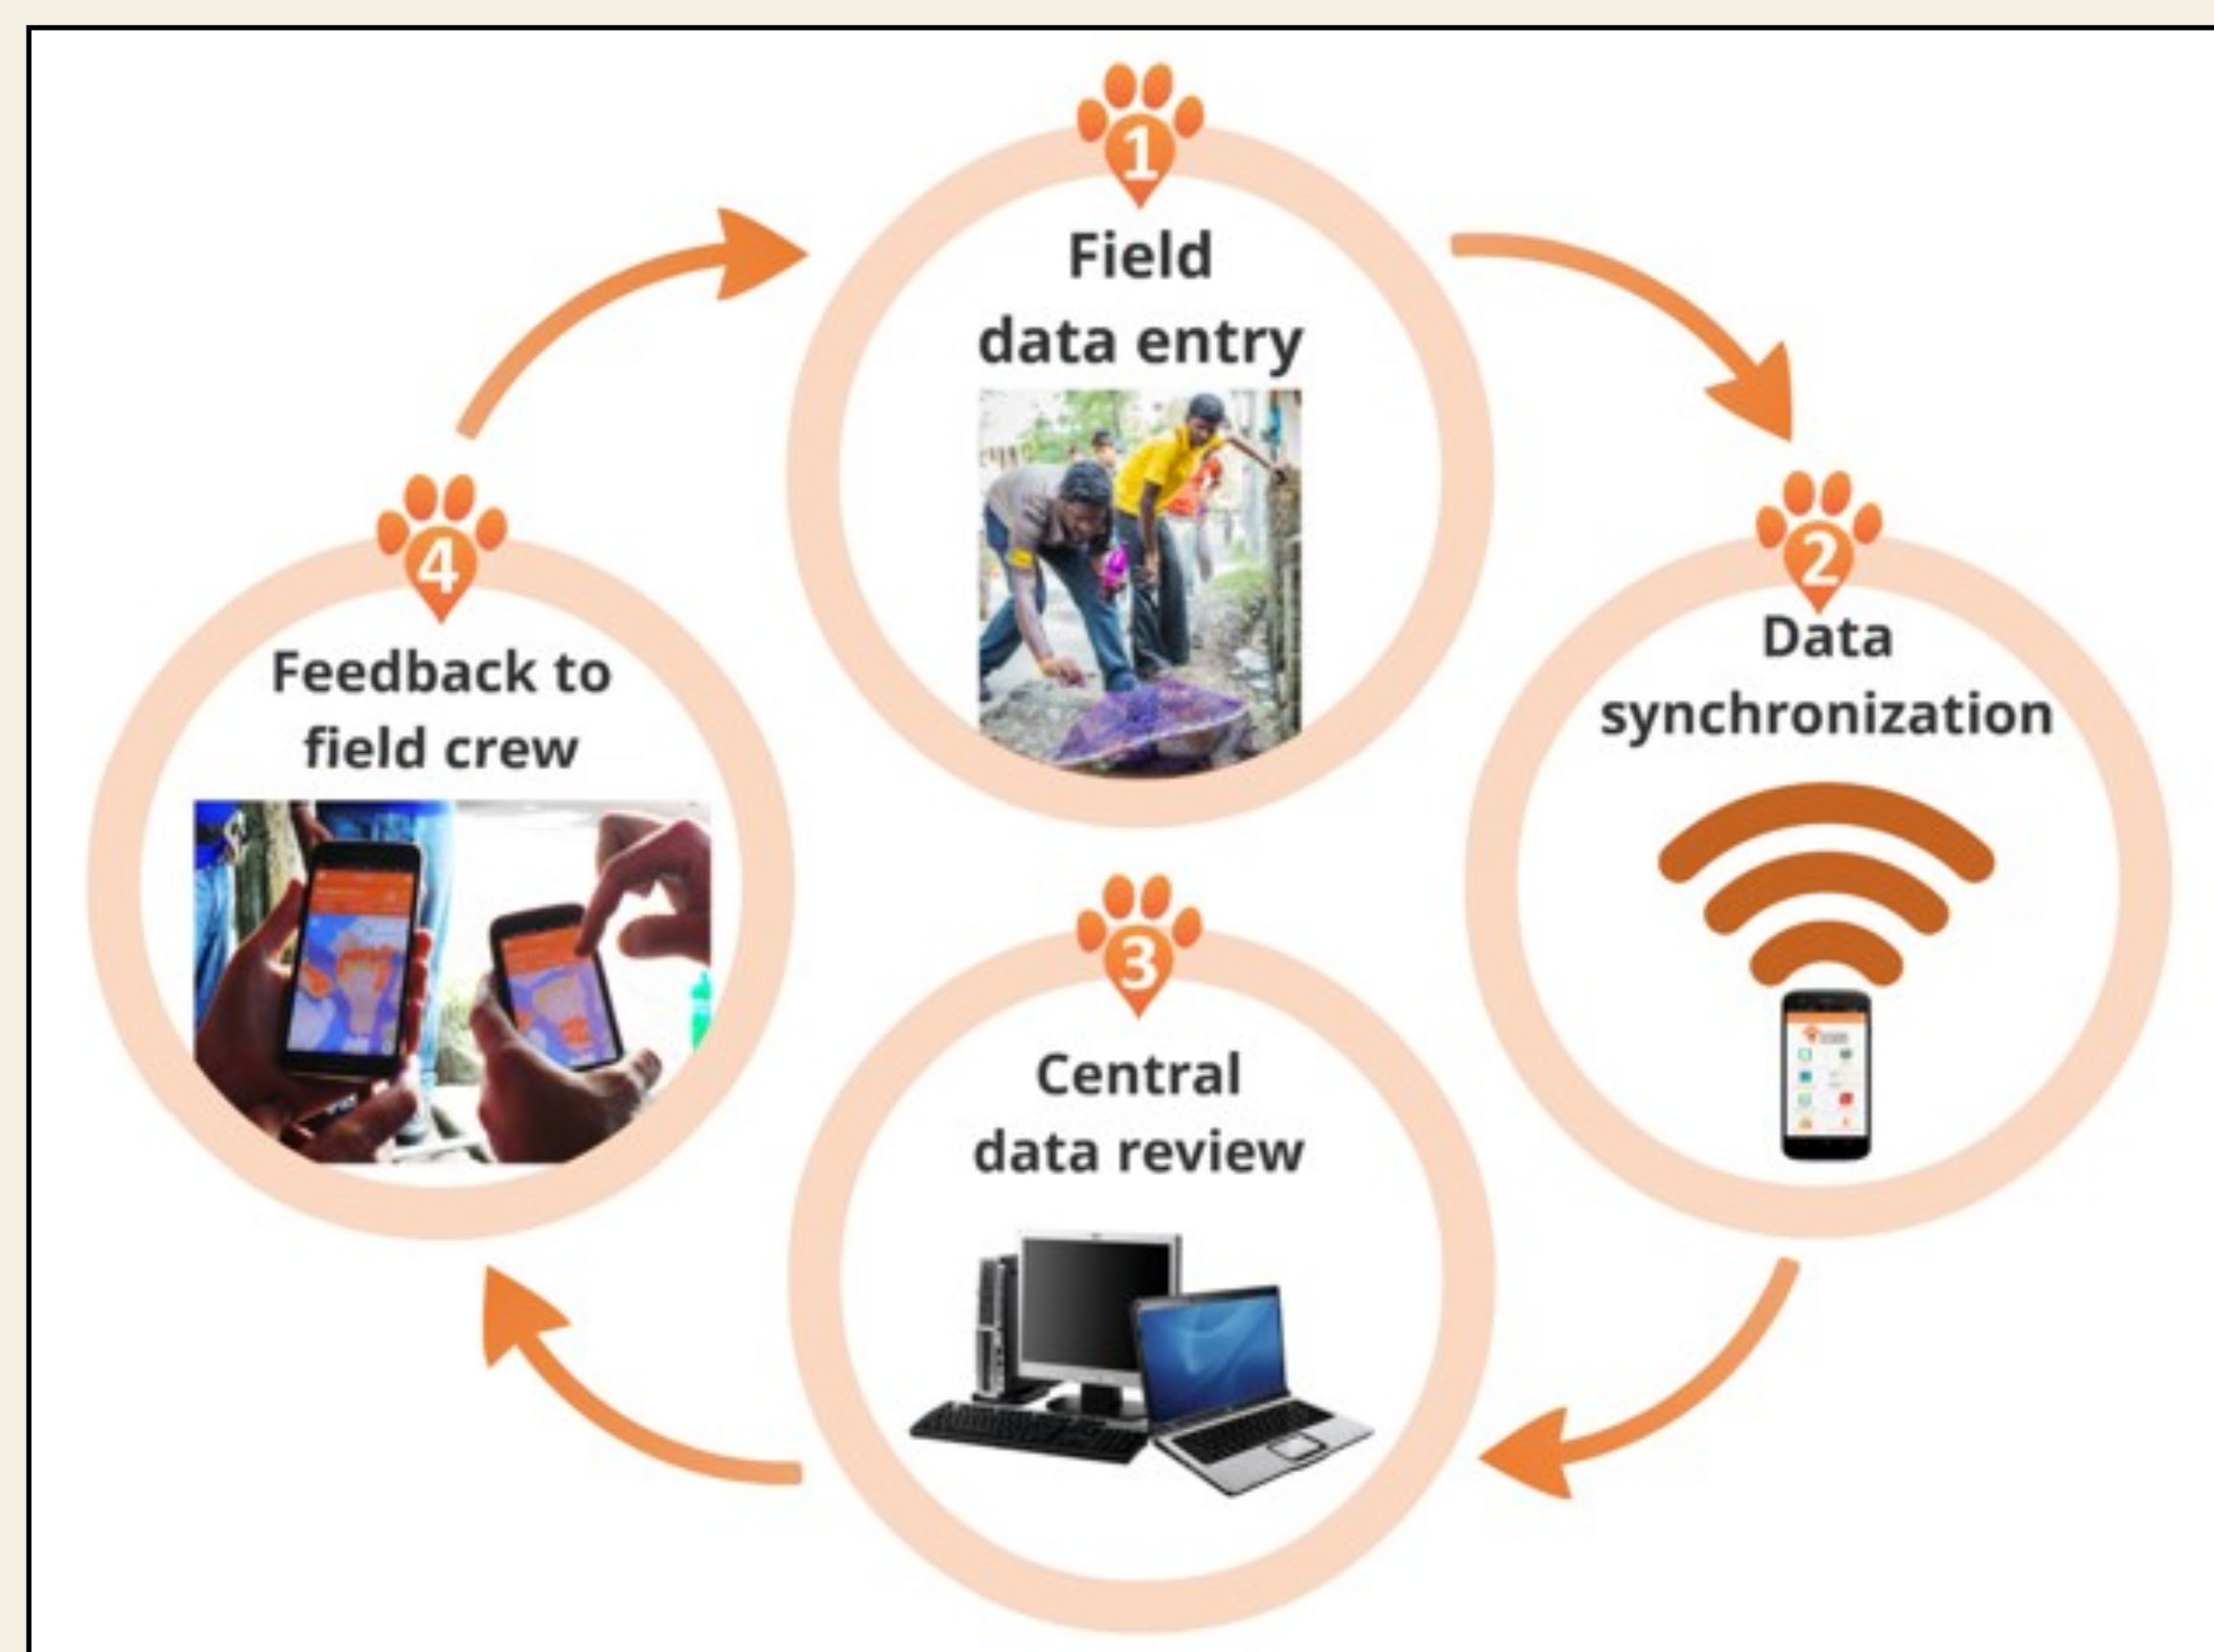 1
Field
data entry
2
Data
synchronization
3
Central
data review
4
Feedback to
field crew